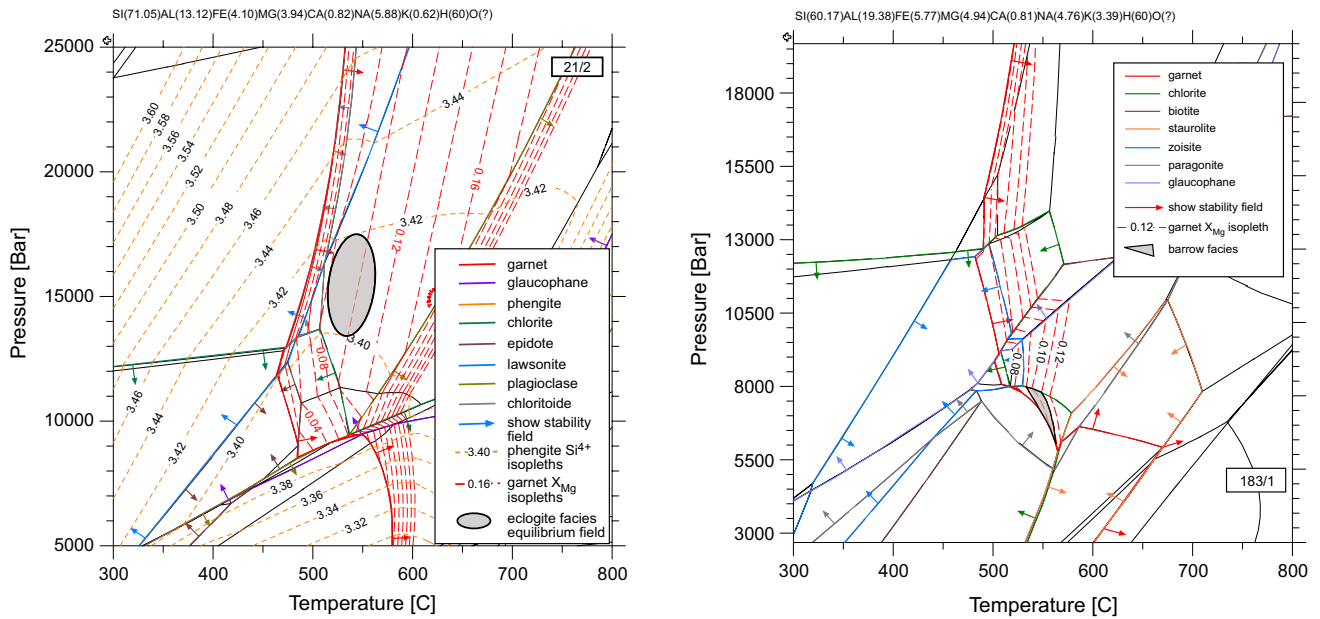 SI(71.05)AL(13.12)FE(4.10)MG(3.94)CA(0.82)NA(5.88)K(0.62)H(60)O(?)
25000
20000
15000
10000
5000
Pressure [Bar]
300
400
500
600
700
800
Temperature [C]
21/2
3.60
3.58
3.56
3.54
3.52
3.50
3.48
3.46
3.44
3.42
3.44
3.42
3.42
3.40
0.16
0.12
0.08
0.04
3.46
3.44
3.42
3.40
3.38
3.36
3.34
3.32
garnet
glaucophane
phengite
chlorite
epidote
lawsonite
plagioclase
chloritoide
show stability
field
3.40 phengite Si4+
isopleths
0.16 garnet XMg
isopleths
eclogite facies
equilibrium field
SI(60.17)AL(19.38)FE(5.77)MG(4.94)CA(0.81)NA(4.76)K(3.39)H(60)O(?)
18000
15500
13000
10500
8000
5500
3000
Pressure [Bar]
300
400
500
600
700
800
Temperature [C]
0.08
0.10
0.12
183/1
garnet
chlorite
biotite
staurolite
zoisite
paragonite
glaucophane
show stability field
0.12 garnet XMg isopleth
barrow facies